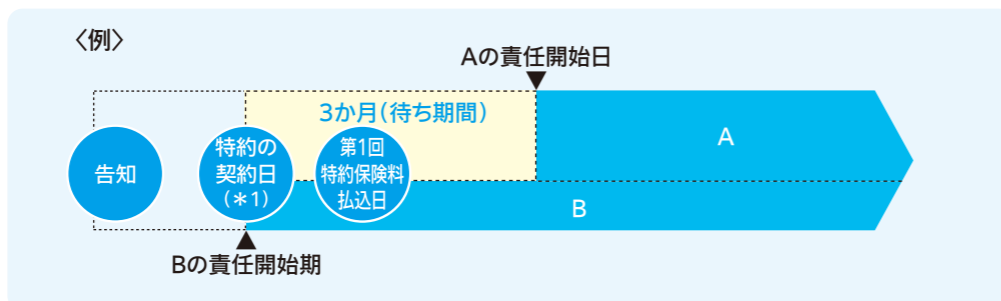 〈例〉
Aの責任開始日
3か月(待ち期間)
告知
特約の
契約日
(*1)
第1回
特約保険料
払込日
A
B
Bの責任開始期